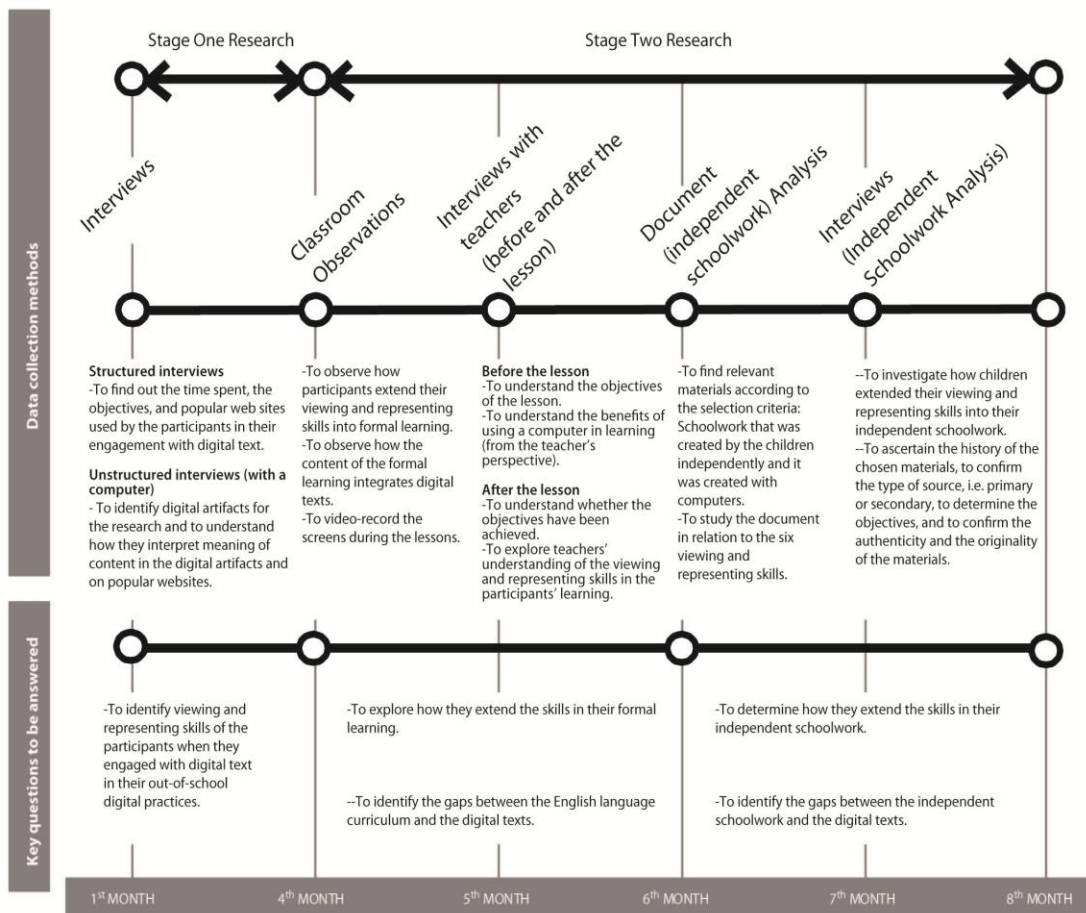 Stage One Research
Stage Two Research
Data collection methods
Interviews
Classroom
Observations
Interviews with
teachers
(before and after the
lesson)
Document
(independent
schoolwork) Analysis
Interviews
(Independent
Schoolwork Analysis)
Structured interviews
-To find out the time spent, the
objectives, and popular web sites
used by the participants in their
engagement with digital text.
Unstructured interviews (with a
computer)
- To identify digital artifacts for
the research and to understand
how they interpret meaning of
content in the digital artifacts and
on popular websites.
-To observe how
participants extend their
viewing and representing
skills into formal learning.
-To observe how the
content of the formal
learning integrates digital
texts.
-To video-record the
screens during the lessons.
Before the lesson
-To understand the objectives
of the lesson.
-To understand the benefits of
using a computer in learning
(from the teacher's
perspective).
After the lesson
-To understand whether the
objectives have been
achieved.
-To explore teachers'
understanding of the viewing
and representing skills in the
participants' learning.
-To find relevant
materials according to
the selection criteria:
Schoolwork that was
created by the children
independently and it
was created with
computers.
-To study the document
in relation to the six
viewing and
representing skills.
--To investigate how children
extended their viewing and
representing skills into their
independent schoolwork.
--To ascertain the history of the
chosen materials, to confirm
the type of source, i.e. primary
or secondary, to determine the
objectives, and to confirm the
authenticity and the originality
of the materials.
Key questions to be answered
-To identify viewing and
representing skills of the
participants when they
engaged with digital text
in their out-of-school
digital practices.
-To explore how they extend the skills in their formal
learning.
--To identify the gaps between the English language
curriculum and the digital texts.
-To determine how they extend the skills in their
independent schoolwork.
-To identify the gaps between the independent
schoolwork and the digital texts.
1st MONTH
4th MONTH
5th MONTH
6th MONTH
7th MONTH
8th MONTH